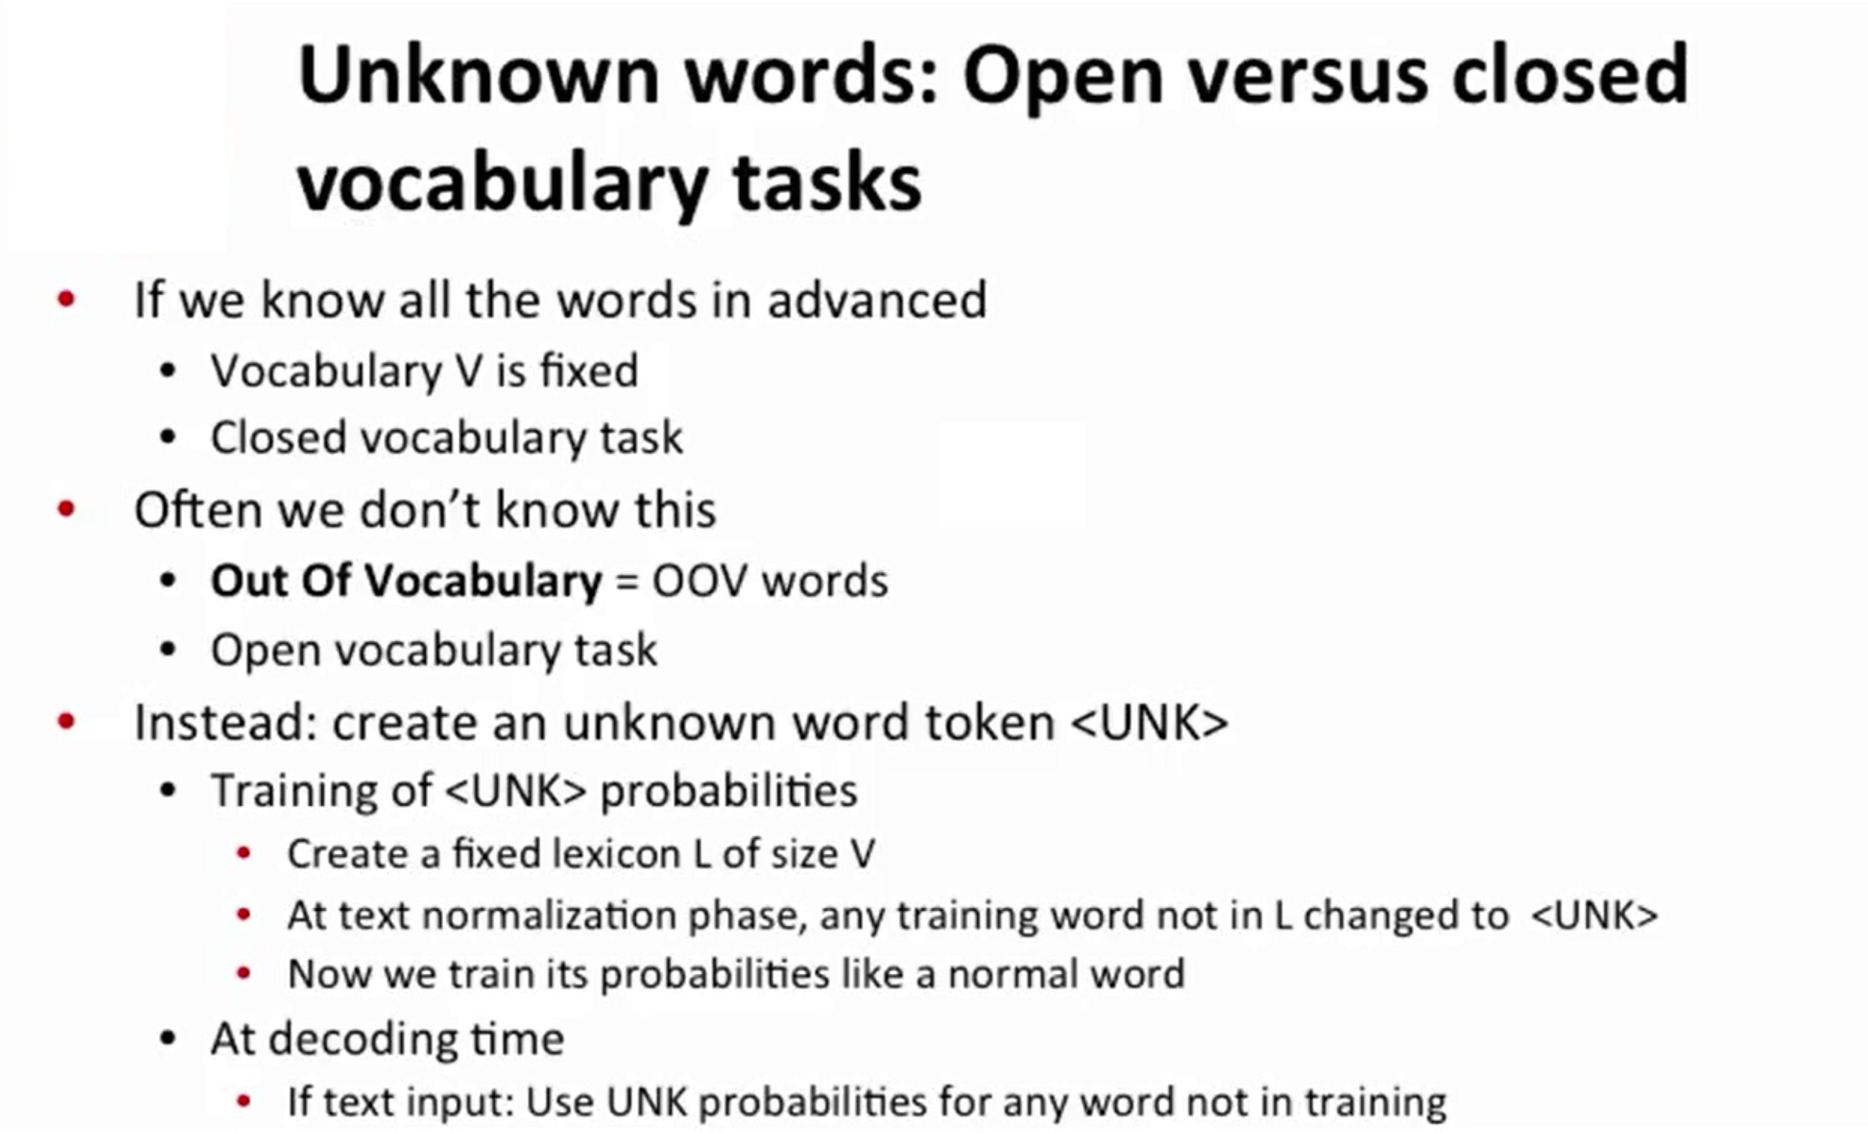 Unknown words: Open versus closed
vocabulary tasks
• If we know all the words in advanced
• Vocabulary V is fixed
• Closed vocabulary task
• Often we don't know this
• Out Of Vocabulary = OOV words
• Open vocabulary task
• Instead: create an unknown word token <UNK>
• Training of <UNK> probabilities
• Create a fixed lexicon L of size V
• At text normalization phase, any training word not in L changed to <UNK>
• Now we train its probabilities like a normal word
• At decoding time
• If text input: Use UNK probabilities for any word not in training